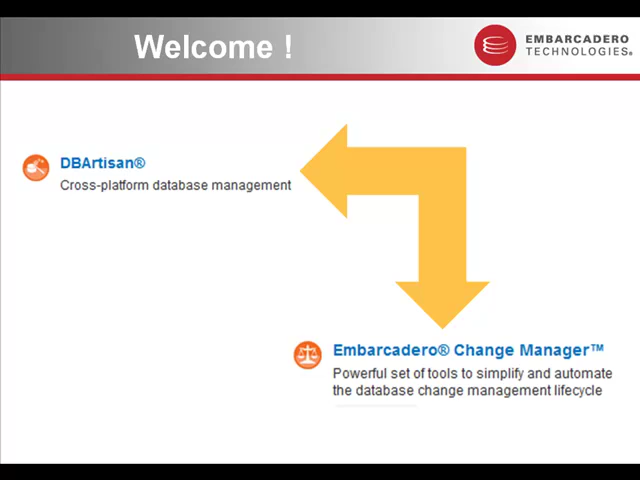 Welcome !
EMBARCADERO
TECHNOLOGIES®
DBArtisan®
Cross-platform database management
Embarcadero® Change Manager™
Powerful set of tools to simplify and automate
the database change management lifecycle